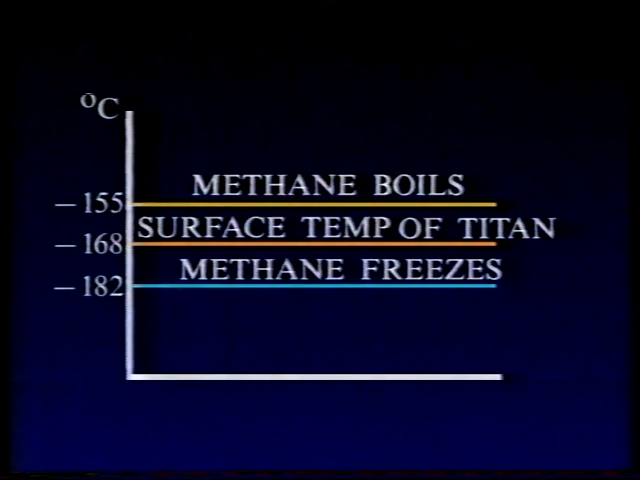 °C
METHANE BOILS
— 155
SURFACE TEMP OF TITAN
— 168
METHANE FREEZES
— 182